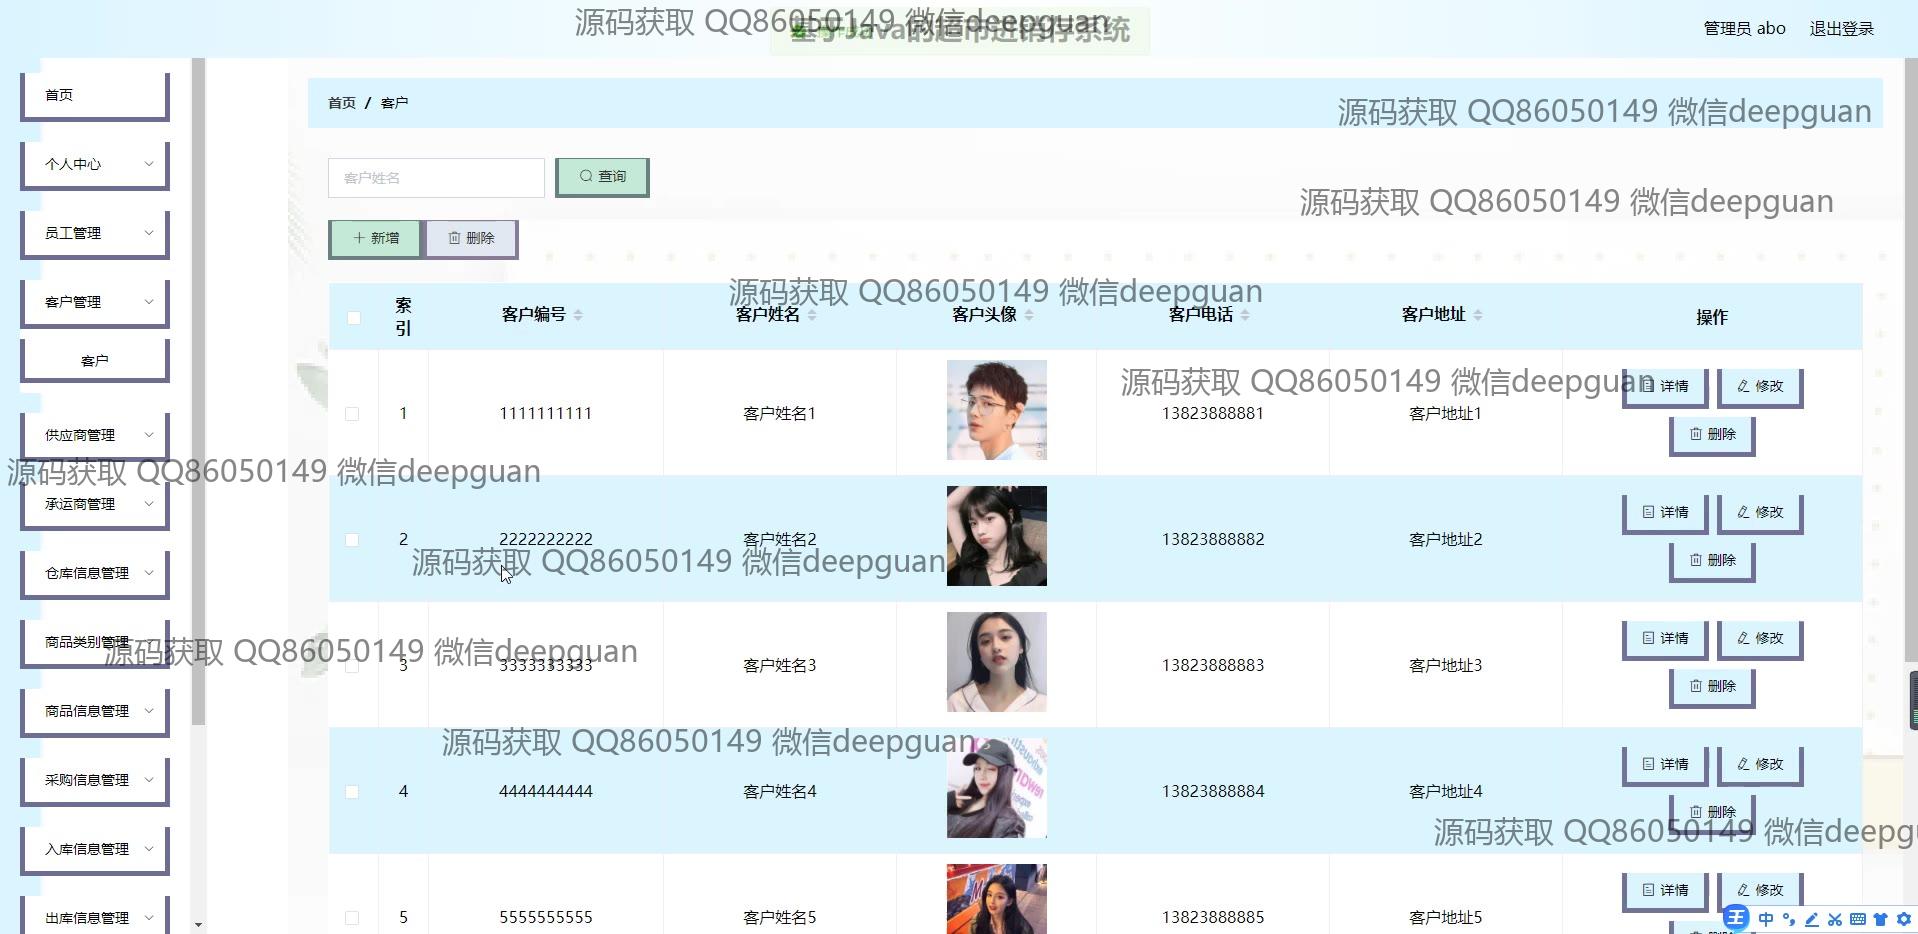 源码获取 QQ86050149 微信deepguan
基于Java的超市进销存系统
管理员 abo
退出登录
首页
个人中心
员工管理
客户管理
客户
供应商管理
承运商管理
仓库信息管理
商品类别管理
商品信息管理
采购信息管理
入库信息管理
出库信息管理
首页 / 客户
源码获取 QQ86050149 微信deepguan
客户姓名
查询
源码获取 QQ86050149 微信deepguan
新增
删除
源码获取 QQ86050149 微信deepguan
索引 客户编号 客户姓名 客户头像 客户电话 客户地址 操作
源码获取 QQ86050149 微信deepguan
1 1111111111 客户姓名1 13823888881 客户地址1 详情 修改
删除
源码获取 QQ86050149 微信deepguan
2 2222222222 客户姓名2 13823888882 客户地址2 详情 修改
删除
源码获取 QQ86050149 微信deepguan
源码获取 QQ86050149 微信deepguan
3 3333333333 客户姓名3 13823888883 客户地址3 详情 修改
删除
源码获取 QQ86050149 微信deepguan
4 4444444444 客户姓名4 13823888884 客户地址4 详情 修改
删除
源码获取 QQ86050149 微信deepgu
5 5555555555 客户姓名5 13823888885 客户地址5 详情 修改
王 中